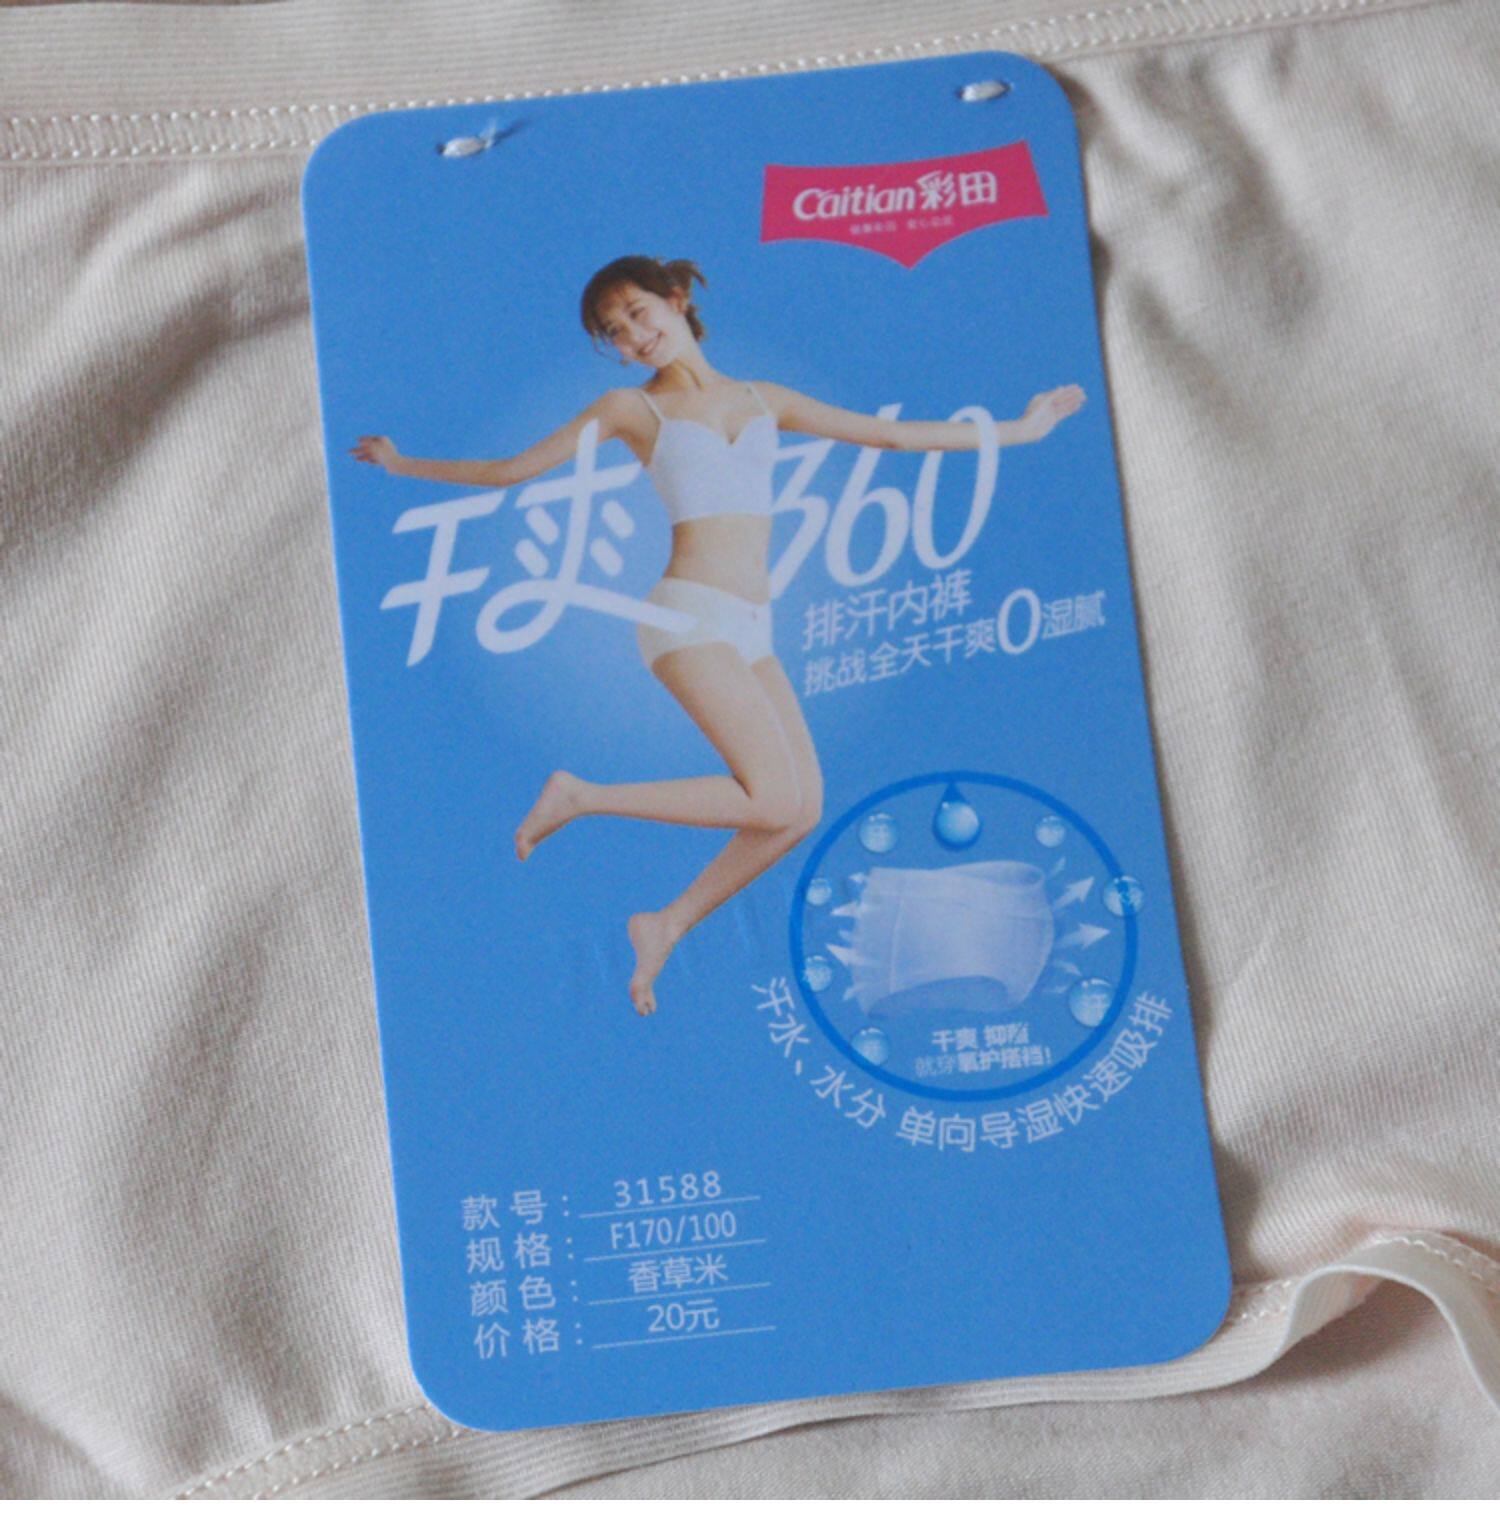 Caitian彩田
干爽360
排汗内裤
挑战全天干爽0湿腻
干爽 抑菌
就穿氧护搭裆!
汗水、水分 单向导湿快速吸排
款号: 31588
规格: F170/100
颜色: 香草米
价格: 20元